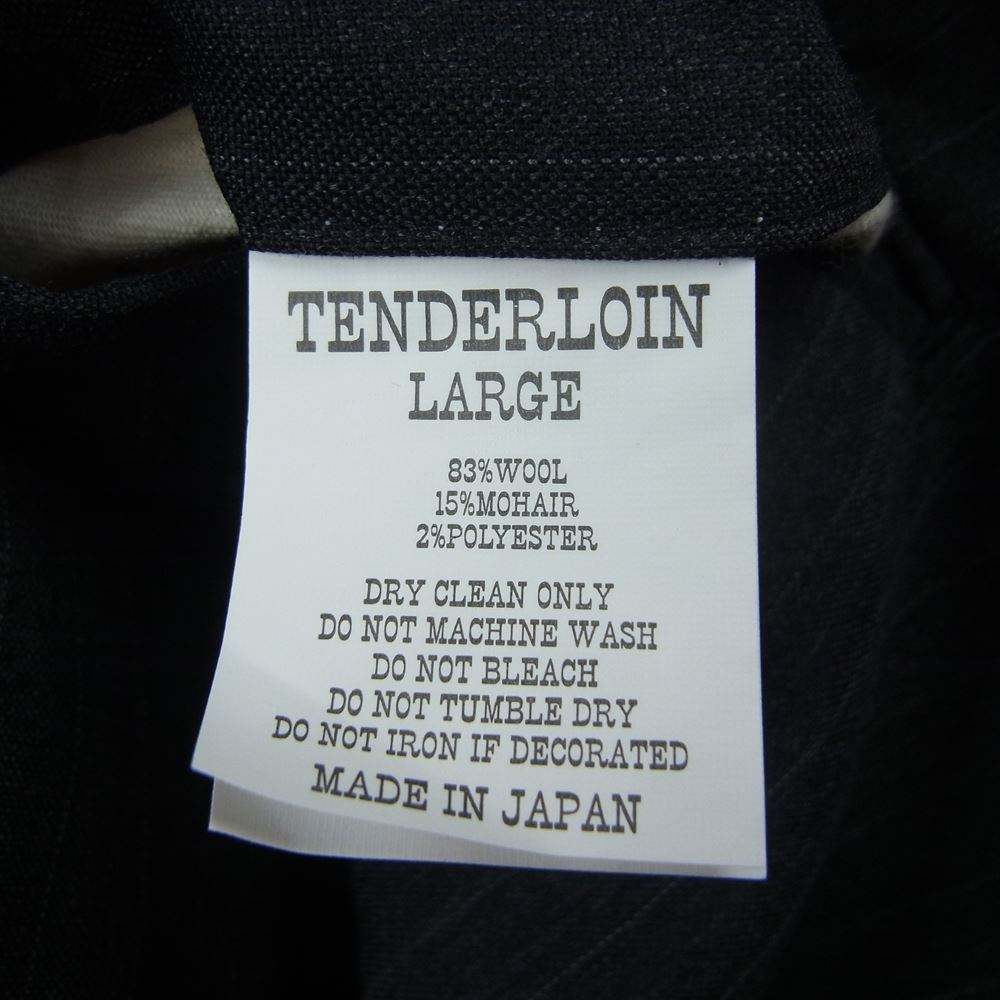 TENDERLOIN
LARGE
83%WOOL
15%MOHAIR
2%POLYESTER
DRY CLEAN ONLY
DO NOT MACHINE WASH
DO NOT BLEACH
DO NOT TUMBLE DRY
DO NOT IRON IF DECORATED
MADE IN JAPAN